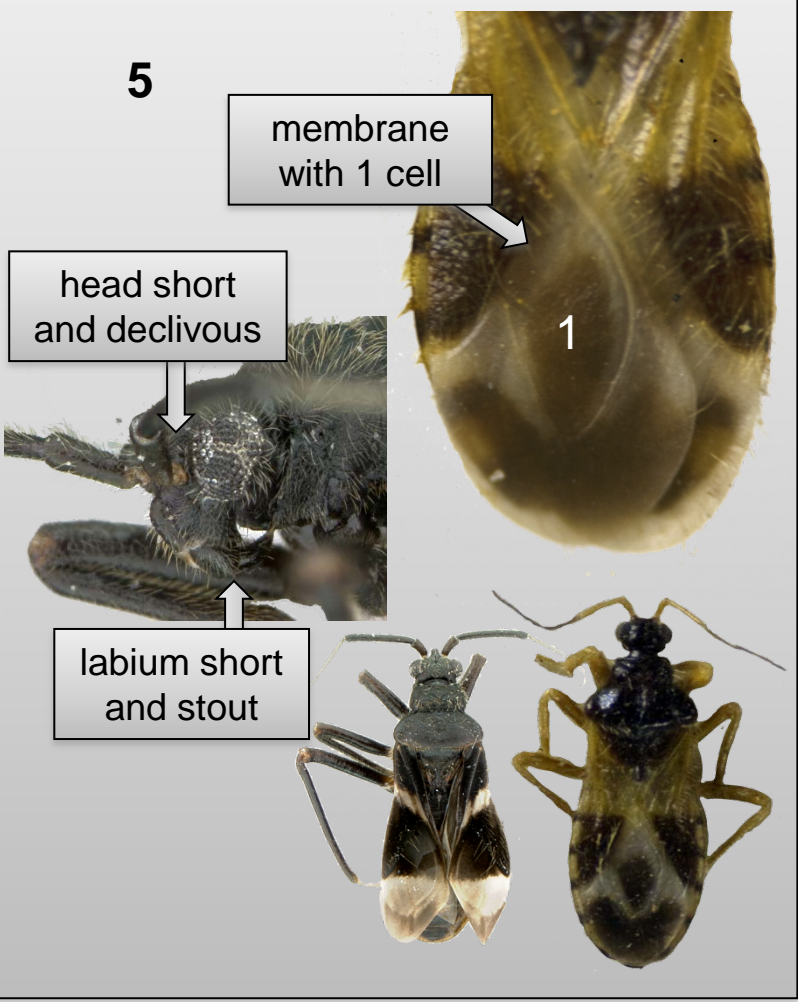 5
membrane
with 1 cell
head short
and declivous
1
labium short
and stout